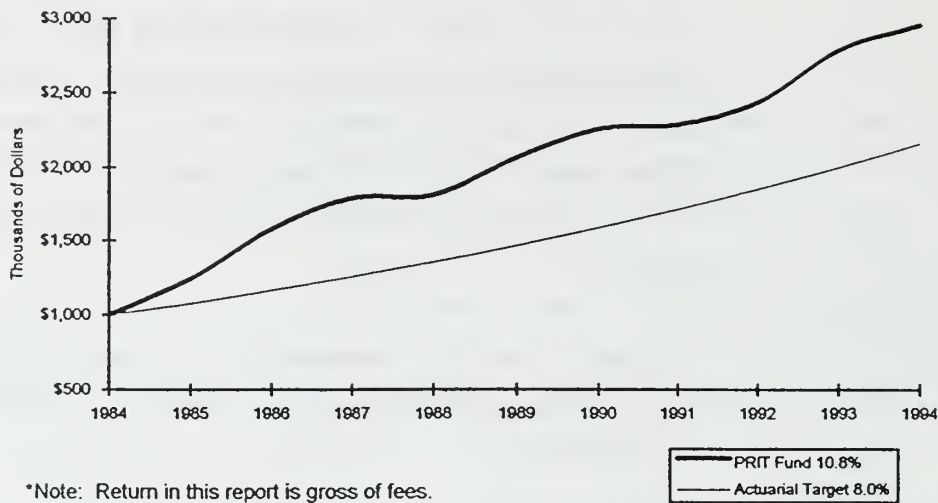 $3,000
$2,500
$2,000
$1,500
$1,000
$500
Thousands of Dollars
1984 1985 1986 1987 1988 1989 1990 1991 1992 1993 1994
PRIT Fund 10.8%
Actuarial Target 8.0%
*Note: Return in this report is gross of fees.